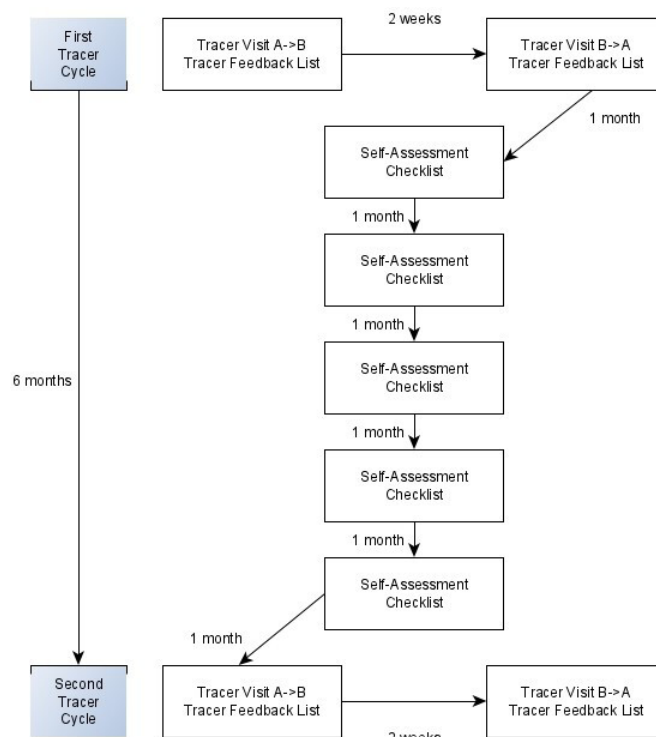 First
Tracer
Cycle
Tracer Visit A->B
Tracer Feedback List
2 weeks
Tracer Visit B->A
Tracer Feedback List
1 month
Self-Assessment
Checklist
1 month
Self-Assessment
Checklist
1 month
Self-Assessment
Checklist
6 months
1 month
Self-Assessment
Checklist
1 month
Self-Assessment
Checklist
1 month
Second
Tracer
Cycle
Tracer Visit A->B
Tracer Feedback List
Tracer Visit B->A
Tracer Feedback List
2 weeks